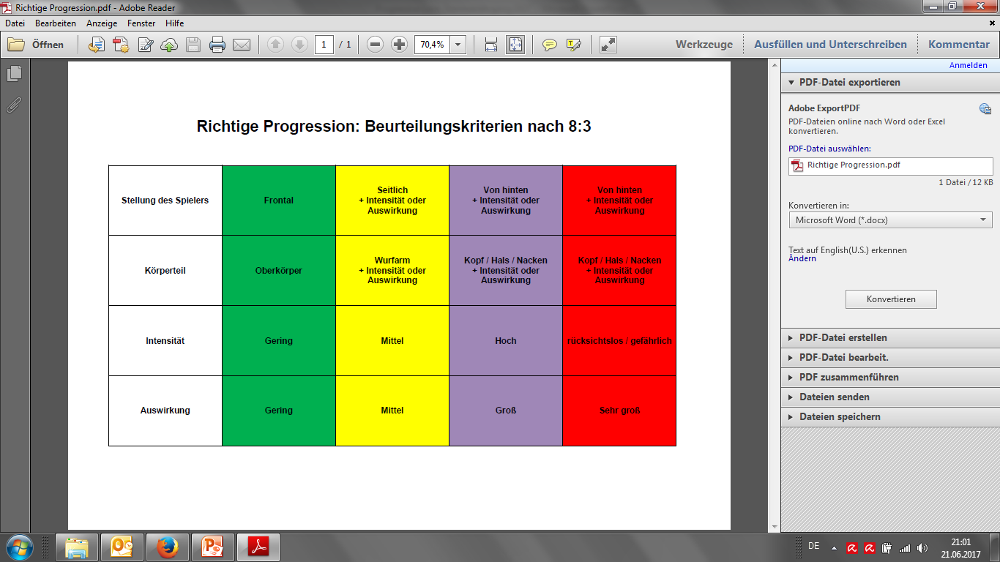 Richtige Progression.pdf - Adobe Reader
Datei Bearbeiten Anzeige Fenster Hilfe
Öffnen 1 / 1 70,4% Werkzeuge Ausfüllen und Unterschreiben Kommentar
Richtige Progression: Beurteilungskriterien nach 8:3
Stellung des Spielers
Frontal
Seitlich
+ Intensität oder
Auswirkung
Von hinten
+ Intensität oder
Auswirkung
Von hinten
+ Intensität oder
Auswirkung
Körperteil
Oberkörper
Wurfarm
+ Intensität oder
Auswirkung
Kopf / Hals / Nacken
+ Intensität oder
Auswirkung
Kopf / Hals / Nacken
+ Intensität oder
Auswirkung
Intensität
Gering
Mittel
Hoch
rücksichtslos / gefährlich
Auswirkung
Gering
Mittel
Groß
Sehr groß
Anmelden
PDF-Datei exportieren
Adobe ExportPDF
PDF-Dateien online nach Word oder Excel
konvertieren.
PDF-Datei auswählen:
Richtige Progression.pdf
1 Datei / 12 KB
Konvertieren in:
Microsoft Word (*.docx)
Text auf English(U.S.) erkennen
Ändern
Konvertieren
PDF-Datei erstellen
PDF-Datei bearbeit.
PDF zusammenführen
Dateien senden
Dateien speichern
DE
21:01
21.06.2017